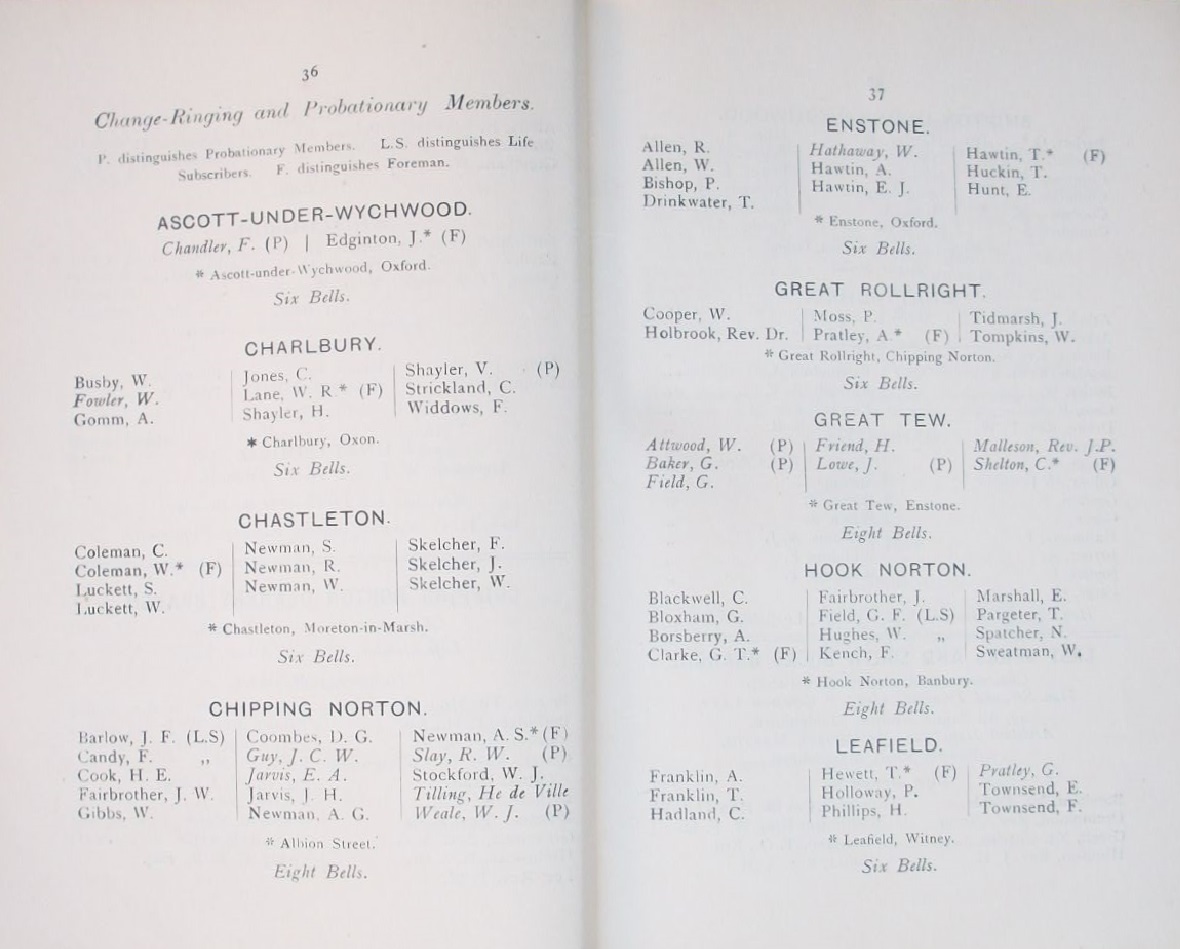 36
Change-Ringing and Probationary Members.
P. distinguishes Probationary Members. L.S. distinguishes Life
Subscribers. F. distinguishes Foreman.
ASCOTT-UNDER-WYCHWOOD.
Chandler, F. (P) | Edginton, J.* (F)
* Ascott-under-Wychwood, Oxford.
Six Bells.
CHARLBURY.
Busby, W. Jones, C. Shayler, V. (P)
Fowler, W. Lane, W. R * (F) Strickland, C.
Gomm, A. Shayler, H. Widdows, F.
* Charlbury, Oxon.
Six Bells.
CHASTLETON.
Coleman, C. Newman, S. Skelcher, F.
Coleman, W.* (F) Newman, R. Skelcher, J.
Luckett, S. Newman, W. Skelcher, W.
Luckett, W.
* Chastleton, Moreton-in-Marsh.
Six Bells.
CHIPPING NORTON.
Barlow, J. F. (L.S) Coombes, D. G. Newman, A. S.* (F)
Candy, F. „ Guy, J. C. W. Slay, R. W. (P)
Cook, H. E. Jarvis, E. A. Stockford, W. J.
Fairbrother, J. W. Jarvis, J. H. Tilling, He de Ville
Gibbs, W. Newman, A. G. Weale, W. J. (P)
* Albion Street.
Eight Bells.
37
ENSTONE.
Allen, R. Hathaway, W. Hawtin, T.* (F)
Allen, W. Hawtin, A. Huckin, T.
Bishop, P. Hawtin, E. J. Hunt, E.
Drinkwater, T.
* Enstone, Oxford.
Six Bells.
GREAT ROLLRIGHT.
Cooper, W. Moss, P. Tidmarsh, J.
Holbrook, Rev. Dr. Pratley, A.* (F) Tompkins, W.
* Great Rollright, Chipping Norton.
Six Bells.
GREAT TEW.
Attwood, W. (P) Friend, H. Malleson, Rev. J.P.
Baker, G. (P) Lowe, J. (P) Shelton, C.* (F)
Field, G.
* Great Tew, Enstone.
Eight Bells.
HOOK NORTON.
Blackwell, C. Fairbrother, J. Marshall, E.
Bloxham, G. Field, G. F. (L.S) Pargeter, T.
Borsberry, A. Hughes, W. „ Spatcher, N.
Clarke, G. T.* (F) Kench, F. Sweatman, W.
* Hook Norton, Banbury.
Eight Bells.
LEAFIELD.
Franklin, A. Hewett, T.* (F) Pratley, G.
Franklin, T. Holloway, P. Townsend, E.
Hadland, C. Phillips, H. Townsend, F.
* Leafield, Witney.
Six Bells.